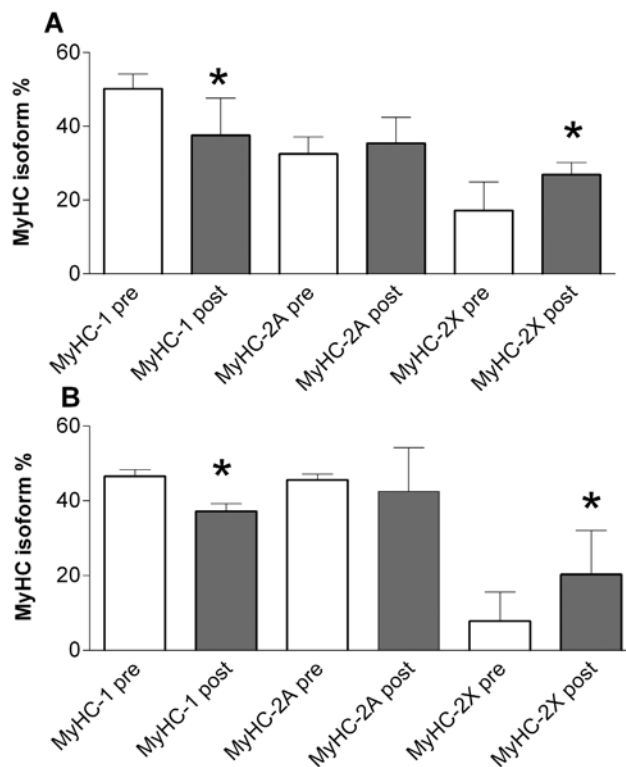 A
MyHC isoform %
60
40
20
0
*
*
MyHC-1 pre
MyHC-1 post
MyHC-2A pre
MyHC-2A post
MyHC-2X pre
MyHC-2X post
B
MyHC isoform %
60
40
20
0
*
*
MyHC-1 pre
MyHC-1 post
MyHC-2A pre
MyHC-2A post
MyHC-2X pre
MyHC-2X post